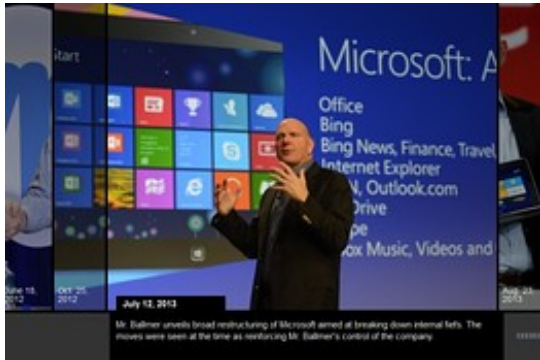 Start
Microsoft: A
Office
Bing
Bing News, Finance, Travel,
Internet Explorer
N, Outlook.com
Drive
pe
ox Music, Videos and
June 18,
2012
Oct. 25,
2012
July 12, 2013
Aug. 23,
2013
Mr. Ballmer unveils broad restructuring of Microsoft aimed at breaking down internal fiefs. The
moves were seen at the time as reinforcing Mr. Ballmer's control of the company.